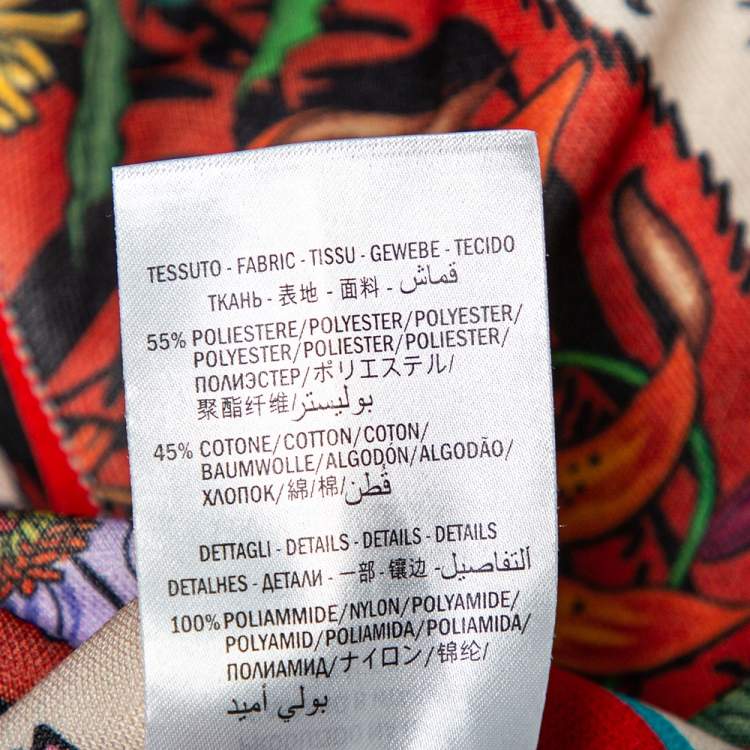 TESSUTO - FABRIC - TISSU - GEWEBE - TECIDO
ТКАНЬ - 表地 - 面料 - قماش
55% POLIESTERE/POLYESTER/POLYESTER/
POLYESTER/POLIESTER/POLIESTER/
ПОЛИЭСТЕР/ポリエステル/
聚酯纤维/بوليستر
45% COTONE/COTTON/COTON/
BAUMWOLLE/ALGODÓN/ALGODÃO/
ХЛОПОК/綿/棉/قُطن
DETTAGLI - DETAILS - DETAILS - DETAILS
DETALHES - ДЕТАЛИ - 一部 - 镶边 - التفاصيل
100% POLIAMMIDE/NYLON/POLYAMIDE/
POLYAMID/POLIAMIDA/POLIAMIDA/
ПОЛИАМИД/ナイロン/锦纶/
بولي أميد